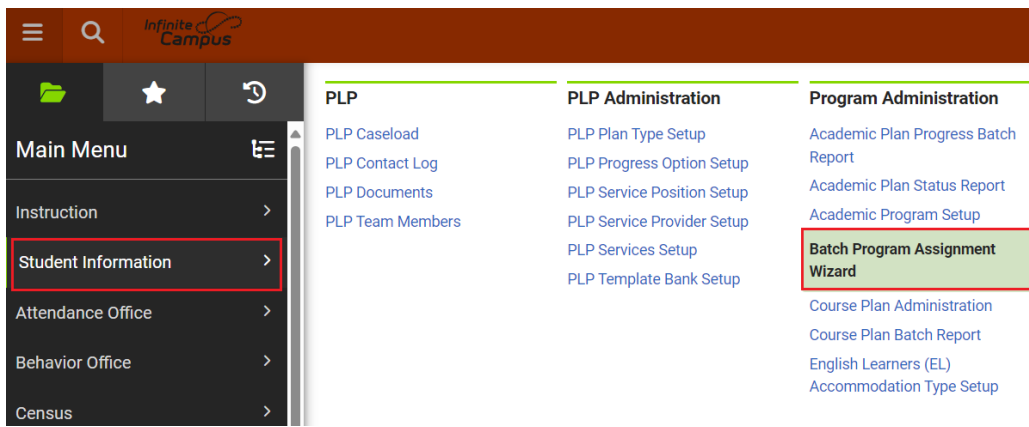 Infinite
Campus
Main Menu
Instruction
Student Information
Attendance Office
Behavior Office
Census
PLP
PLP Caseload
PLP Contact Log
PLP Documents
PLP Team Members
PLP Administration
PLP Plan Type Setup
PLP Progress Option Setup
PLP Service Position Setup
PLP Service Provider Setup
PLP Services Setup
PLP Template Bank Setup
Program Administration
Academic Plan Progress Batch
Report
Academic Plan Status Report
Academic Program Setup
Batch Program Assignment
Wizard
Course Plan Administration
Course Plan Batch Report
English Learners (EL)
Accommodation Type Setup